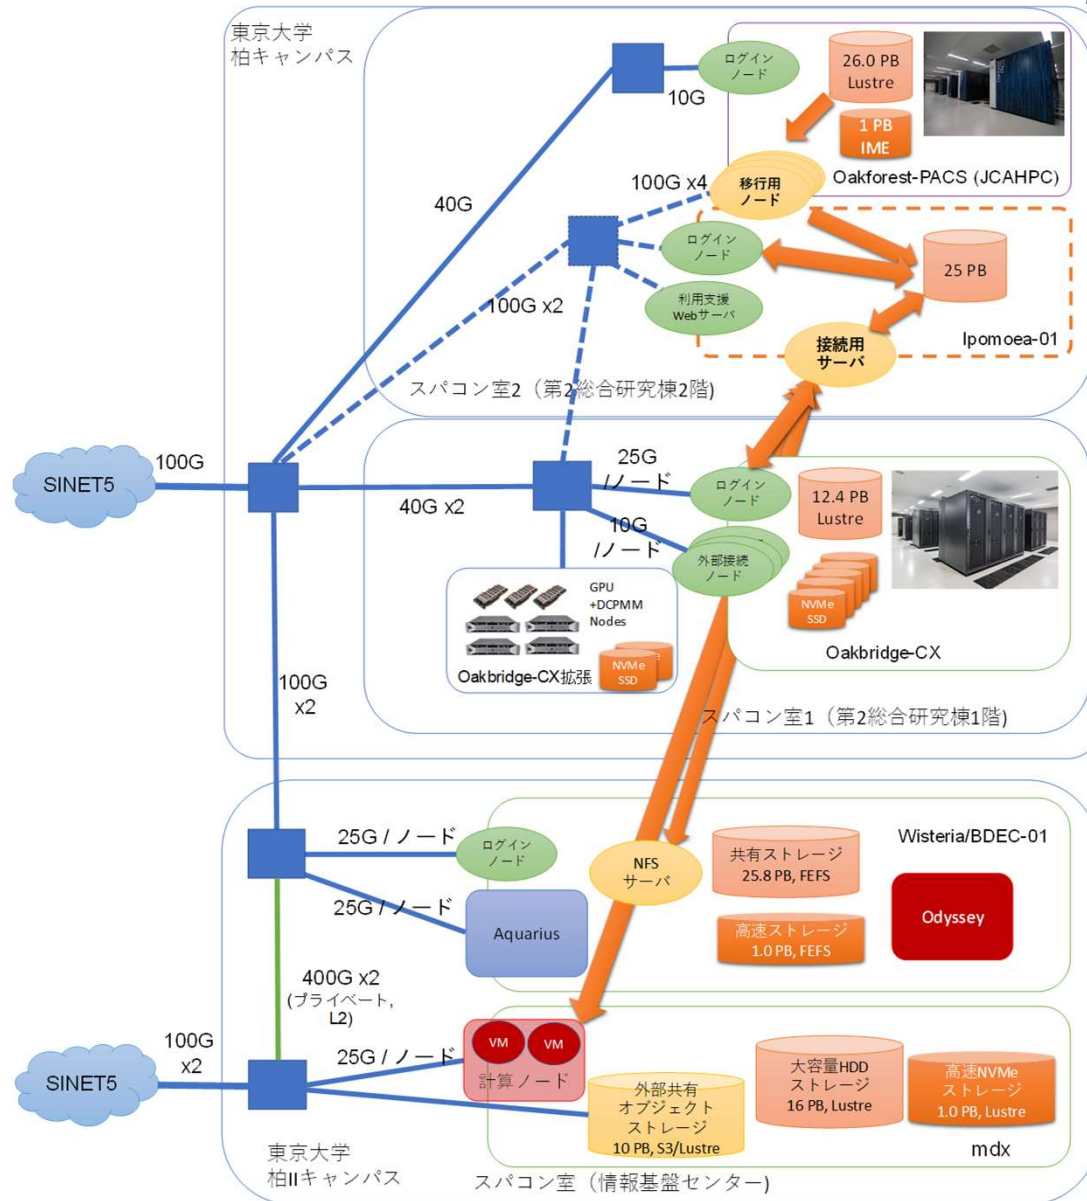 東京大学
柏キャンパス
ログイン
ノード
10G
26.0 PB
Lustre
1 PB
IME
Oakforest-PACS (JCAHPC)
40G
100G x4
移行用
ノード
ログイン
ノード
25 PB
100G x2
利用支援
Webサーバ
接続用
サーバ
Ipomoea-01
スパコン室2（第2総合研究棟2階)
SINET5
100G
40G x2
25G
/ノード
ログイン
ノード
12.4 PB
Lustre
10G
/ノード
外部接続
ノード
NVMe
SSD
Oakbridge-CX
GPU
+DCPMM
Nodes
Oakbridge-CX拡張
NVMe
SSD
スパコン室1（第2総合研究棟1階)
100G
x2
25G / ノード
ログイン
ノード
Wisteria/BDEC-01
NFS
サーバ
共有ストレージ
25.8 PB, FEFS
25G / ノード
Aquarius
高速ストレージ
1.0 PB, FEFS
Odyssey
400G x2
(プライベート,
L2)
SINET5
100G
x2
25G / ノード
VM
VM
計算ノード
外部共有
オブジェクト
ストレージ
10 PB, S3/Lustre
大容量HDD
ストレージ
16 PB, Lustre
高速NVMe
ストレージ
1.0 PB, Lustre
mdx
東京大学
柏IIキャンパス
スパコン室（情報基盤センター)